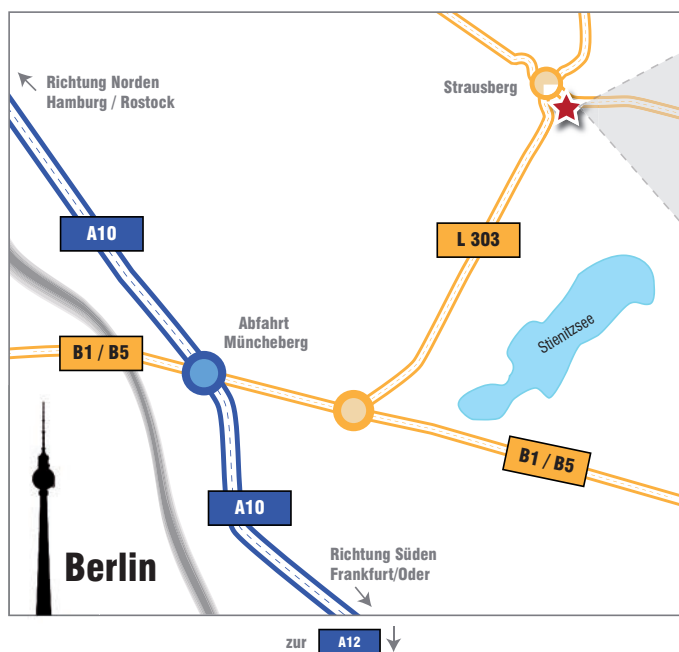 Richtung Norden
Hamburg / Rostock
Strausberg
A10
L 303
Abfahrt
Müncheberg
Stienitzsee
B1 / B5
B1 / B5
A10
Richtung Süden
Frankfurt/Oder
Berlin
zur A12